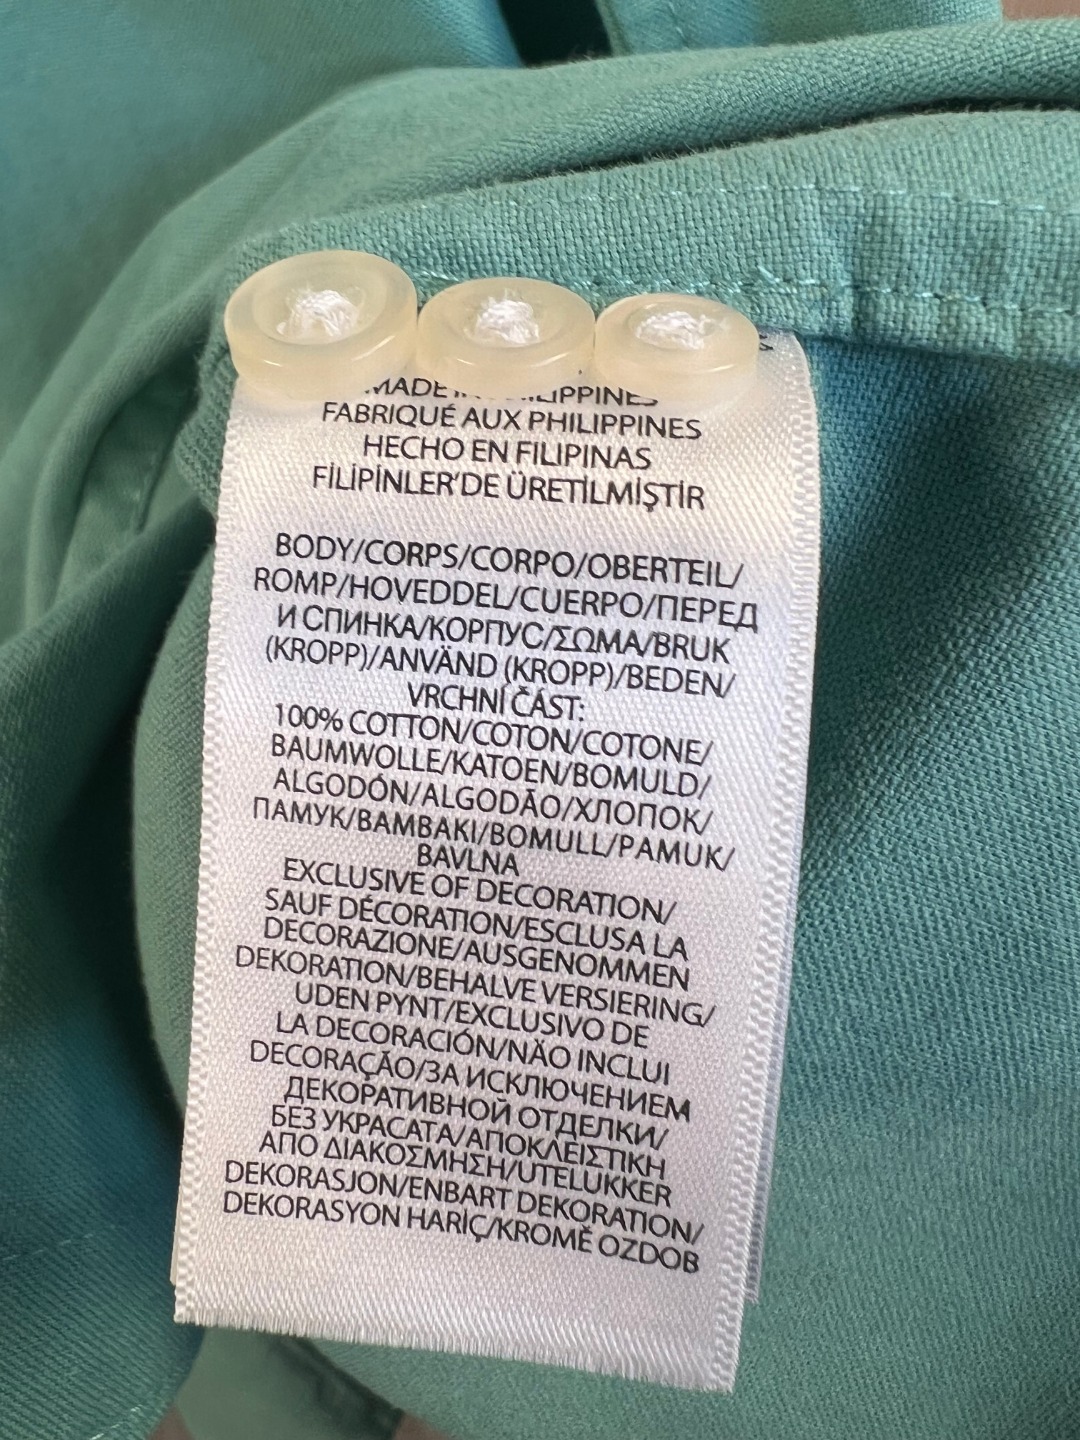 MADE IN PHILIPPINES
FABRIQUÉ AUX PHILIPPINES
HECHO EN FILIPINAS
FİLİPİNLER'DE ÜRETİLMİŞTİR
BODY/CORPS/CORPO/OBERTEIL/
ROMP/HOVEDDEL/CUERPO/ПЕРЕД
И СПИНКА/КОРПУС/ΣΩΜΑ/BRUK
(KROPP)/ANVÄND (KROPP)/BEDEN/
VRCHNÍ ČÁST:
100% COTTON/COTON/COTONE/
BAUMWOLLE/KATOEN/BOMULD/
ALGODÓN/ALGODÃO/ХЛОПОК/
ПАМУК/ΒΑΜΒΑΚΙ/BOMULL/PAMUK/
BAVLNA
EXCLUSIVE OF DECORATION/
SAUF DÉCORATION/ESCLUSA LA
DECORAZIONE/AUSGENOMMEN
DEKORATION/BEHALVE VERSIERING/
UDEN PYNT/EXCLUSIVO DE
LA DECORACIÓN/NÃO INCLUI
DECORAÇÃO/ЗА ИСКЛЮЧЕНИЕМ
ДЕКОРАТИВНОЙ ОТДЕЛКИ/
БЕЗ УКРАСАТА/ΑΠΟΚΛΕΙΣΤΙΚΗ
ΑΠΟ ΔΙΑΚΟΣΜΗΣΗ/UTELUKKER
DEKORASJON/ENBART DEKORATION/
DEKORASYON HARİÇ/KROMĚ OZDOB